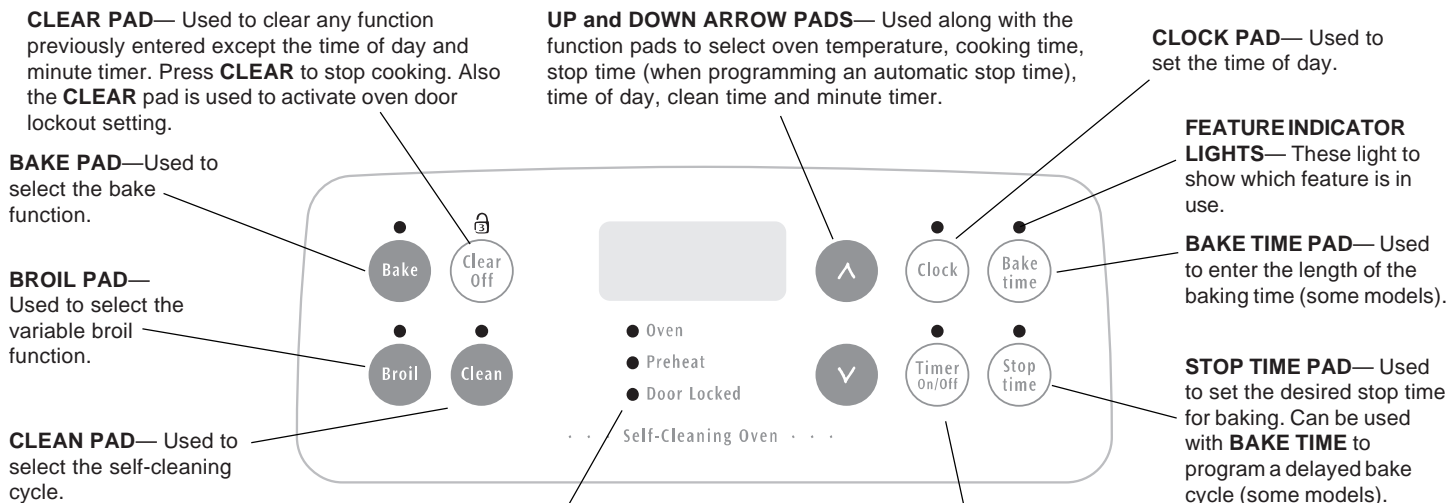 CLEAR PAD— Used to clear any function
previously entered except the time of day and
minute timer. Press CLEAR to stop cooking. Also
the CLEAR pad is used to activate oven door
lockout setting.
UP and DOWN ARROW PADS— Used along with the
function pads to select oven temperature, cooking time,
stop time (when programming an automatic stop time),
time of day, clean time and minute timer.
CLOCK PAD— Used to
set the time of day.
FEATURE INDICATOR
LIGHTS— These light to
show which feature is in
use.
BAKE PAD—Used to
select the bake
function.
BROIL PAD—
Used to select the
variable broil
function.
CLEAN PAD— Used to
select the self-cleaning
cycle.
BAKE TIME PAD— Used
to enter the length of the
baking time (some models).
STOP TIME PAD— Used
to set the desired stop time
for baking. Can be used
with BAKE TIME to
program a delayed bake
cycle (some models).
3
Bake
Clear
Off
Clock
Bake
time
Broil
Clean
Oven
Preheat
Door Locked
Timer
On/Off
Stop
time
· · · Self-Cleaning Oven · · ·